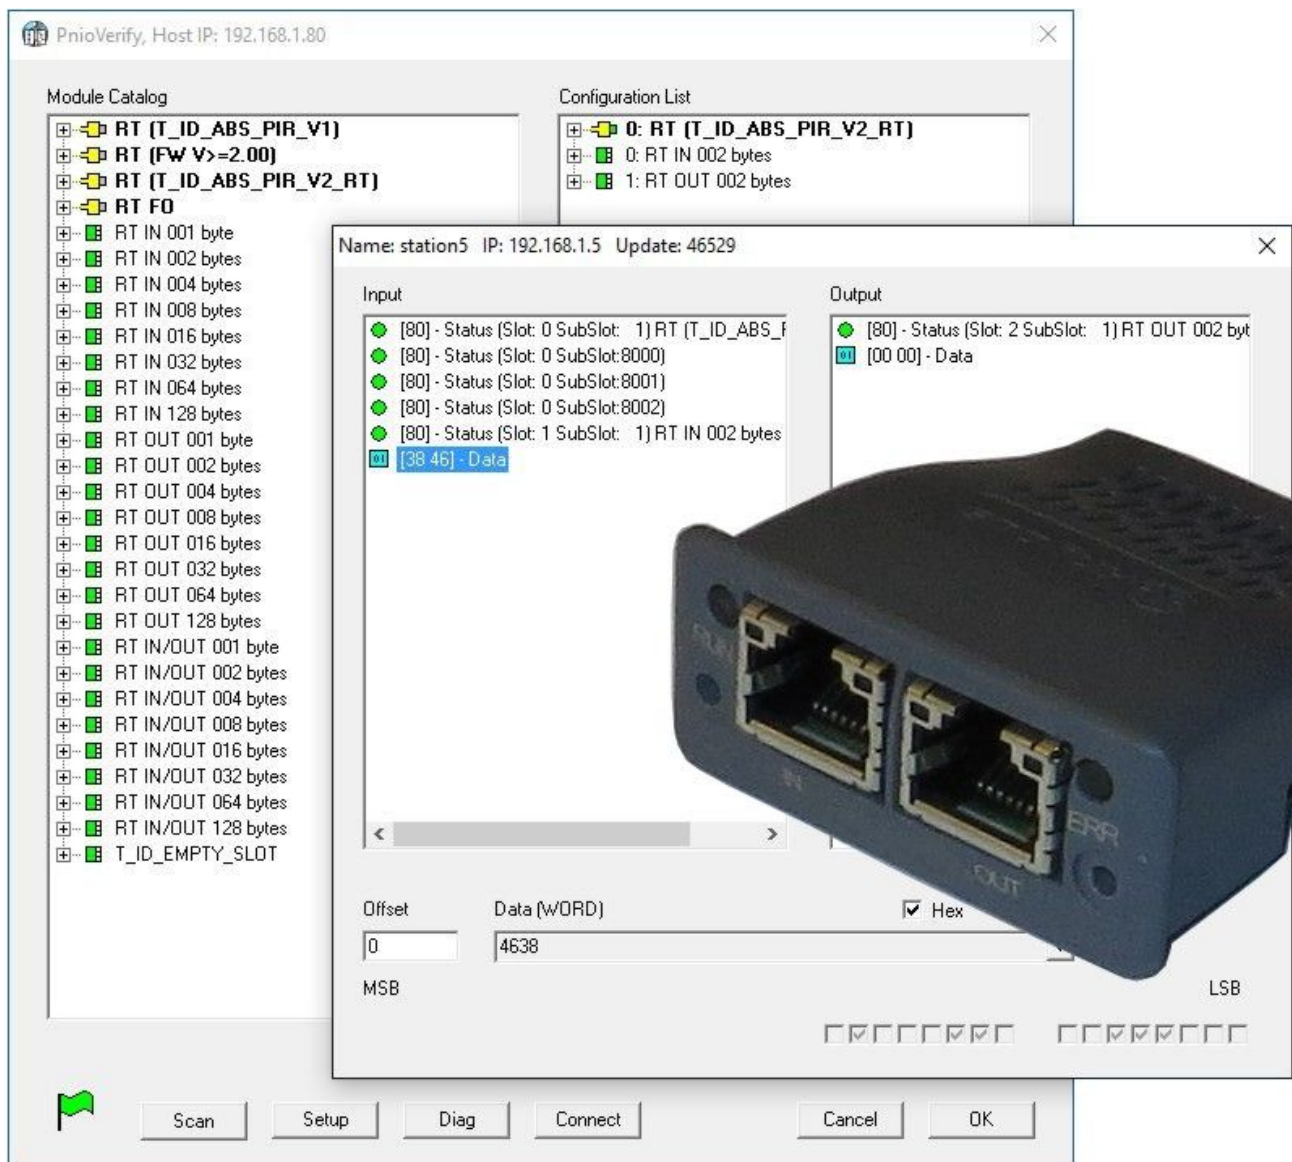 PnioVerify, Host IP: 192.168.1.80
Module Catalog
RT (T_ID_ABS_PIR_V1)
RT (FW V>=2.00)
RT (T_ID_ABS_PIR_V2_RT)
RT FO
RT IN 001 byte
RT IN 002 bytes
RT IN 004 bytes
RT IN 008 bytes
RT IN 016 bytes
RT IN 032 bytes
RT IN 064 bytes
RT IN 128 bytes
RT OUT 001 byte
RT OUT 002 bytes
RT OUT 004 bytes
RT OUT 008 bytes
RT OUT 016 bytes
RT OUT 032 bytes
RT OUT 064 bytes
RT OUT 128 bytes
RT IN/OUT 001 byte
RT IN/OUT 002 bytes
RT IN/OUT 004 bytes
RT IN/OUT 008 bytes
RT IN/OUT 016 bytes
RT IN/OUT 032 bytes
RT IN/OUT 064 bytes
RT IN/OUT 128 bytes
T_ID_EMPTY_SLOT
Configuration List
0: RT (T_ID_ABS_PIR_V2_RT)
0: RT IN 002 bytes
1: RT OUT 002 bytes
Name: station5 IP: 192.168.1.5 Update: 46529
Input
[80] - Status (Slot: 0 SubSlot: 1) RT (T_ID_ABS_F
[80] - Status (Slot: 0 SubSlot:8000)
[80] - Status (Slot: 0 SubSlot:8001)
[80] - Status (Slot: 0 SubSlot:8002)
[80] - Status (Slot: 1 SubSlot: 1) RT IN 002 bytes
[38 46] - Data
Output
[80] - Status (Slot: 2 SubSlot: 1) RT OUT 002 byt
[00 00] - Data
RUN
IN
OUT
ERR
Offset
Data (WORD)
Hex
0
4638
MSB
LSB
Scan
Setup
Diag
Connect
Cancel
OK